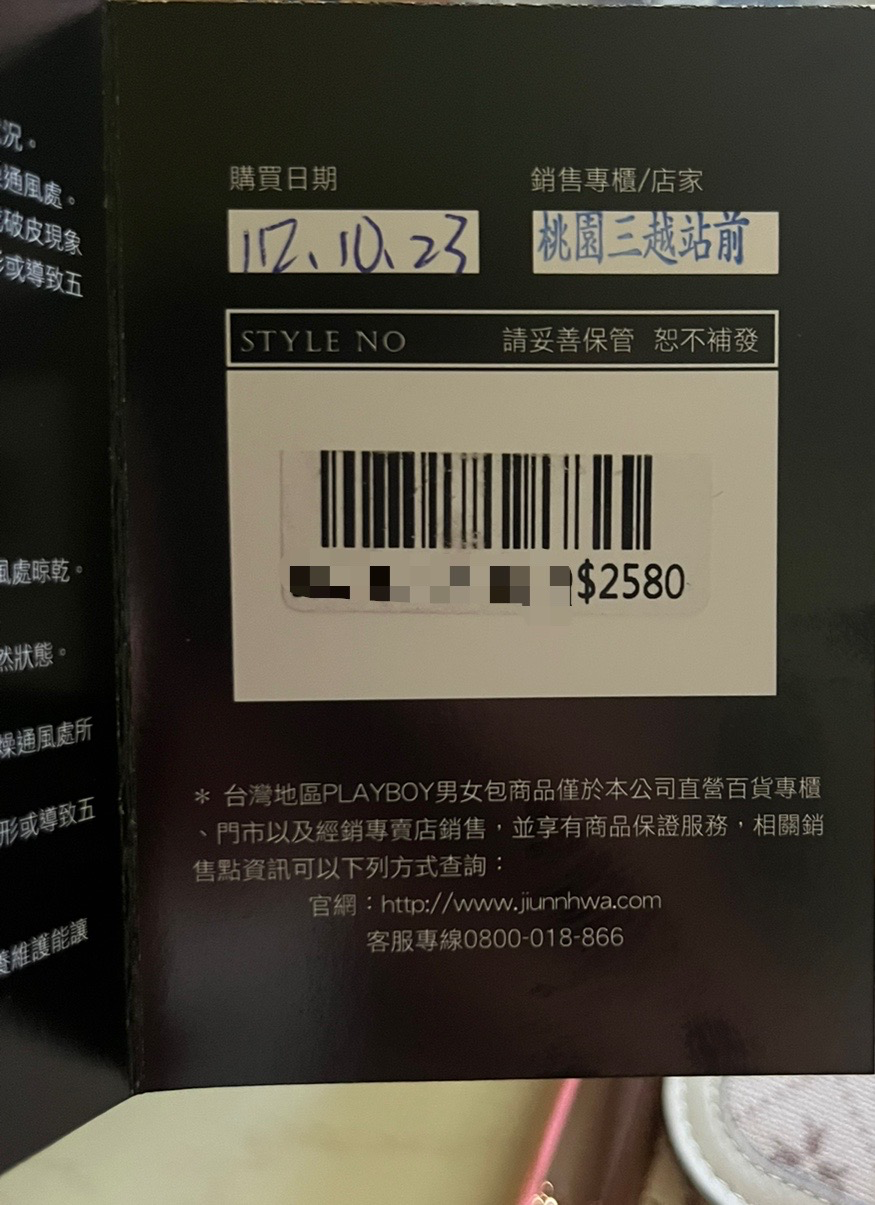 況。
通風處。
破皮現象
或導致五
風處晾乾。
然狀態。
燥通風處所
形或導致五
維護能讓
購買日期
銷售專櫃/店家
112、10、23
桃園三越站前
STYLE NO
請妥善保管 恕不補發
$2580
* 台灣地區PLAYBOY男女包商品僅於本公司直營百貨專櫃
、門市以及經銷專賣店銷售，並享有商品保證服務，相關銷
售點資訊可以下列方式查詢：
官網：http://www.jiunnhwa.com
客服專線0800-018-866